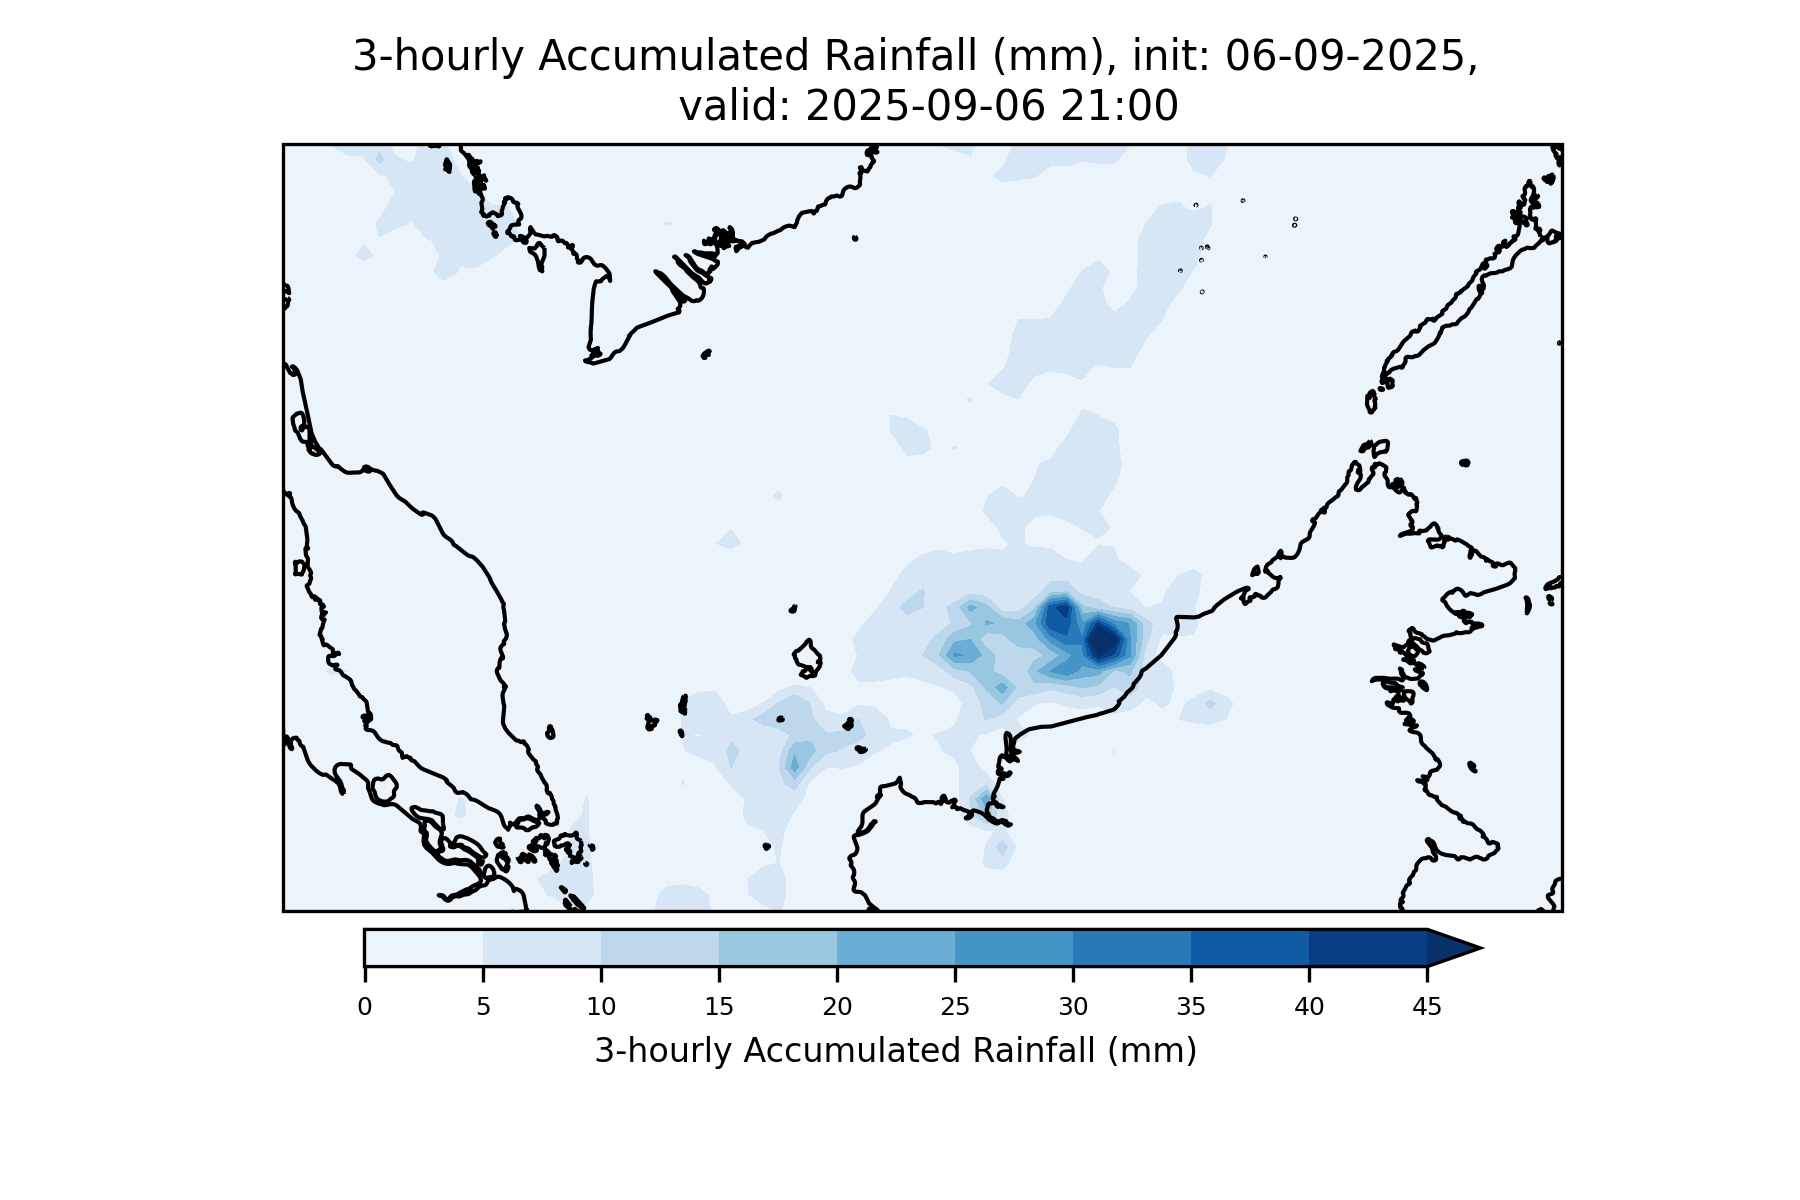 3-hourly Accumulated Rainfall (mm), init: 06-09-2025,
valid: 2025-09-06 21:00
0 5 10 15 20 25 30 35 40 45
3-hourly Accumulated Rainfall (mm)